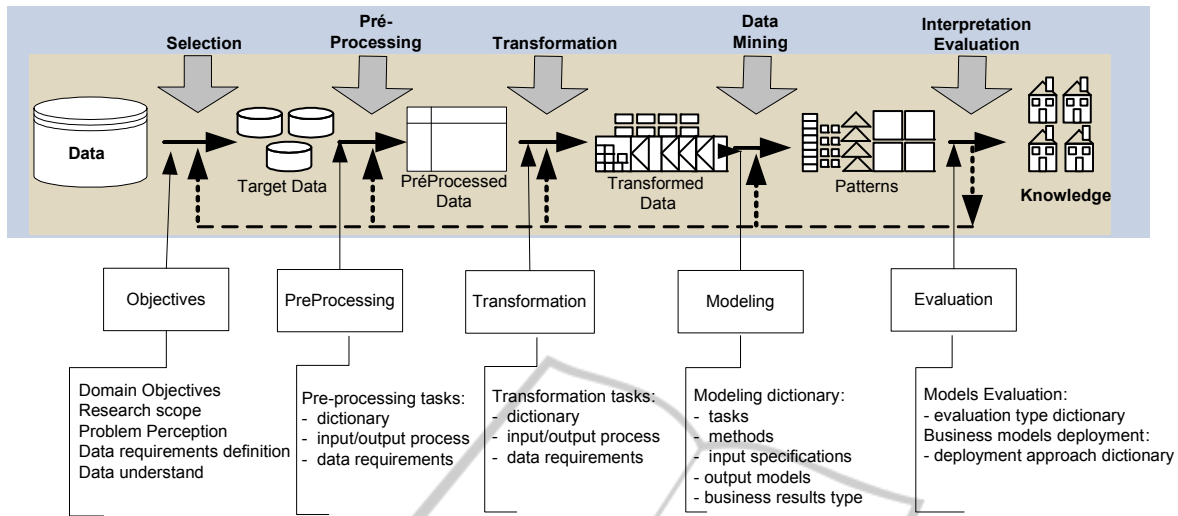 Selection
Pré-
Processing
Transformation
Data
Mining
Interpretation
Evaluation
Data
Target Data
PréProcessed
Data
Transformed
Data
Patterns
Knowledge
Objectives
PreProcessing
Transformation
Modeling
Evaluation
Domain Objectives
Research scope
Problem Perception
Data requirements definition
Data understand
Pre-processing tasks:
- dictionary
- input/output process
- data requirements
Transformation tasks:
- dictionary
- input/output process
- data requirements
Modeling dictionary:
- tasks
- methods
- input specifications
- output models
- business results type
Models Evaluation:
- evaluation type dictionary
Business models deployment:
- deployment approach dictionary